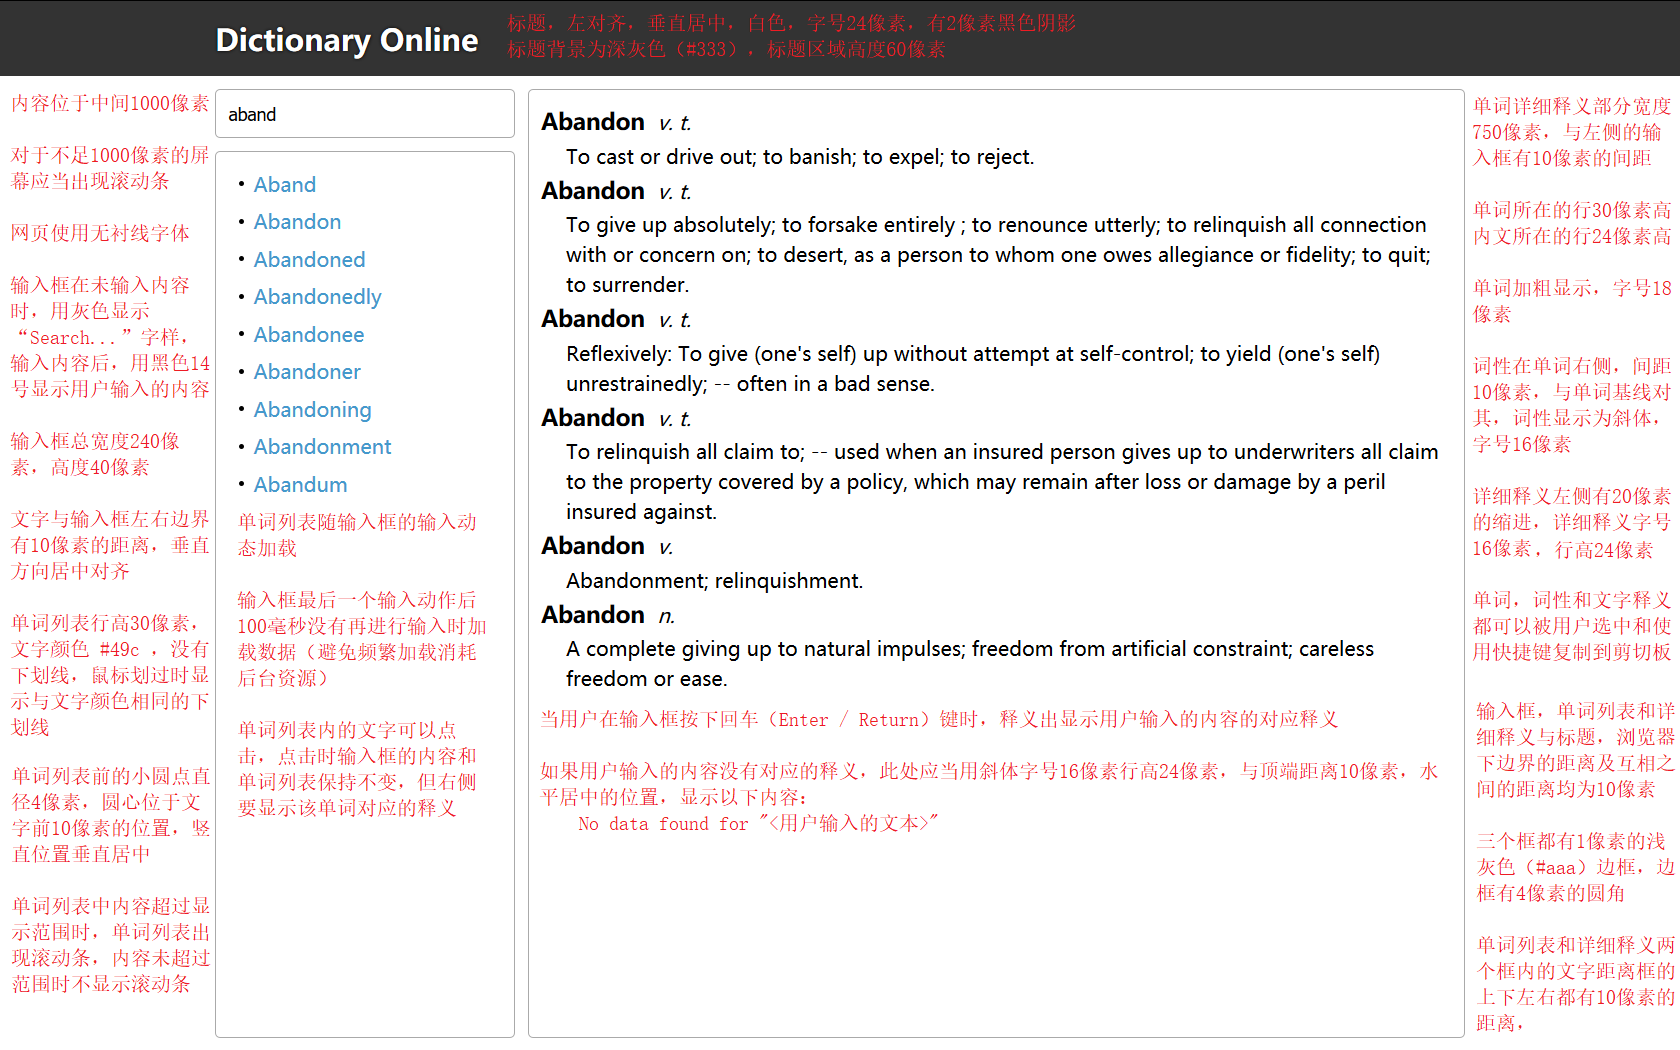 Dictionary Online
标题，左对齐，垂直居中，白色，字号24像素，有2像素黑色阴影
标题背景为深灰色（#333），标题区域高度60像素
内容位于中间1000像素
对于不足1000像素的屏
幕应当出现滚动条
网页使用无衬线字体
输入框在未输入内容
时，用灰色显示
“Search...”字样，
输入内容后，用黑色14
号显示用户输入的内容
输入框总宽度240像
素，高度40像素
文字与输入框左右边界
有10像素的距离，垂直
方向居中对齐
单词列表行高30像素，
文字颜色 #49c ，没有
下划线，鼠标划过时显
示与文字颜色相同的下
划线
单词列表前的小圆点直
径4像素，圆心位于文
字前10像素的位置，竖
直位置垂直居中
单词列表中内容超过显
示范围时，单词列表出
现滚动条，内容未超过
范围时不显示滚动条
aband
• Aband
• Abandon
• Abandoned
• Abandonedly
• Abandonee
• Abandoner
• Abandoning
• Abandonment
• Abandum
单词列表随输入框的输入动
态加载
输入框最后一个输入动作后
100毫秒没有再进行输入时加
载数据（避免频繁加载消耗
后台资源）
单词列表内的文字可以点
击，点击时输入框的内容和
单词列表保持不变，但右侧
要显示该单词对应的释义
Abandon v. t.
To cast or drive out; to banish; to expel; to reject.
Abandon v. t.
To give up absolutely; to forsake entirely ; to renounce utterly; to relinquish all connection
with or concern on; to desert, as a person to whom one owes allegiance or fidelity; to quit;
to surrender.
Abandon v. t.
Reflexively: To give (one's self) up without attempt at self-control; to yield (one's self)
unrestrainedly; -- often in a bad sense.
Abandon v. t.
To relinquish all claim to; -- used when an insured person gives up to underwriters all claim
to the property covered by a policy, which may remain after loss or damage by a peril
insured against.
Abandon v.
Abandonment; relinquishment.
Abandon n.
A complete giving up to natural impulses; freedom from artificial constraint; careless
freedom or ease.
当用户在输入框按下回车（Enter / Return）键时，释义出显示用户输入的内容的对应释义
如果用户输入的内容没有对应的释义，此处应当用斜体字号16像素行高24像素，与顶端距离10像素，水
平居中的位置，显示以下内容：
No data found for "<用户输入的文本>"
单词详细释义部分宽度
750像素，与左侧的输
入框有10像素的间距
单词所在的行30像素高
内文所在的行24像素高
单词加粗显示，字号18
像素
词性在单词右侧，间距
10像素，与单词基线对
其，词性显示为斜体，
字号16像素
详细释义左侧有20像素
的缩进，详细释义字号
16像素，行高24像素
单词，词性和文字释义
都可以被用户选中和使
用快捷键复制到剪切板
输入框，单词列表和详
细释义与标题，浏览器
下边界的距离及互相之
间的距离均为10像素
三个框都有1像素的浅
灰色（#aaa）边框，边
框有4像素的圆角
单词列表和详细释义两
个框内的文字距离框的
上下左右都有10像素的
距离，